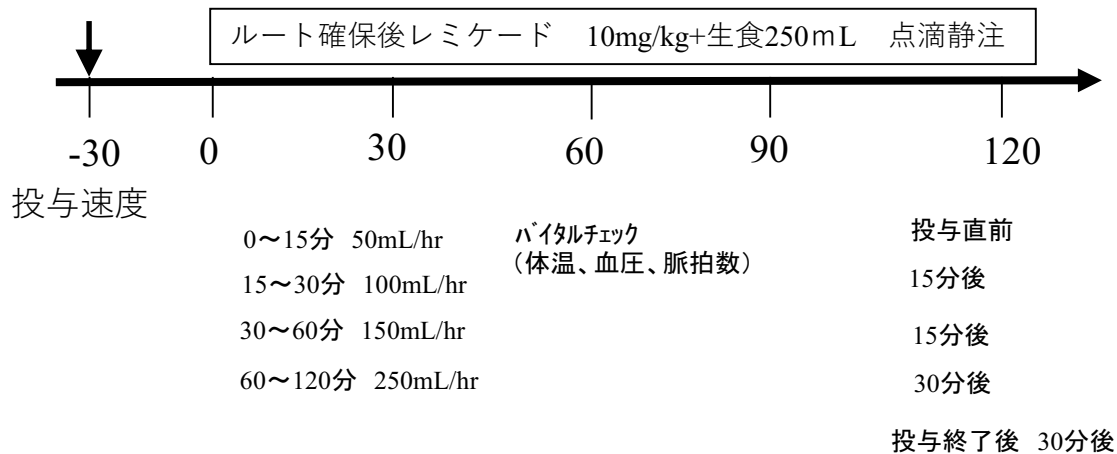 ルート確保後レミケード 10mg/kg+生食250mL 点滴静注
-30 0 30 60 90 120
投与速度
0～15分 50mL/hr
15～30分 100mL/hr
30～60分 150mL/hr
60～120分 250mL/hr
ﾊﾞｲﾀﾙﾁｪｯｸ
（体温、血圧、脈拍数）
投与直前
15分後
15分後
30分後
投与終了後 30分後